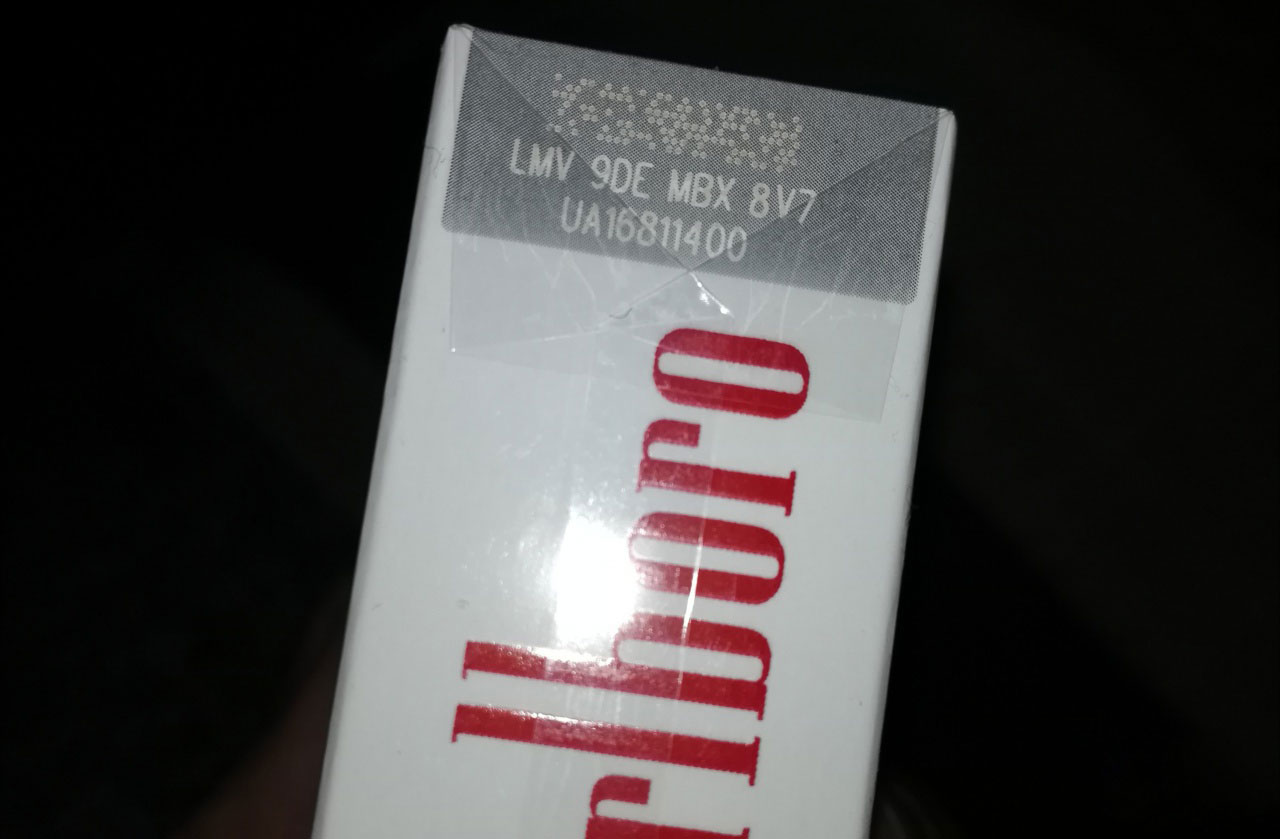 LMV 9DE MBX 8V7
UA16811400
rlboro